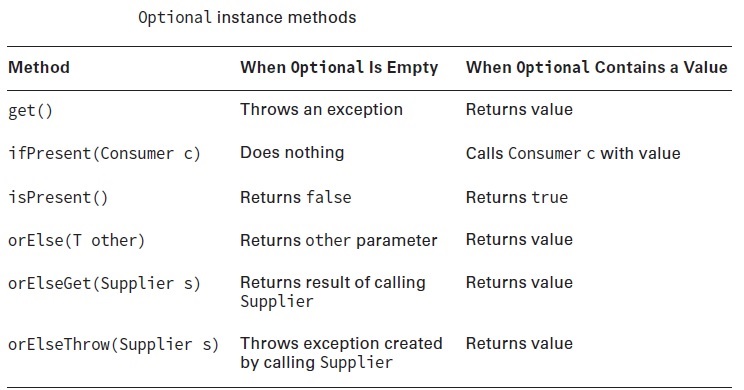 Optional instance methods
Method When Optional Is Empty When Optional Contains a Value
get() Throws an exception Returns value
ifPresent(Consumer c) Does nothing Calls Consumer c with value
isPresent() Returns false Returns true
orElse(T other) Returns other parameter Returns value
orElseGet(Supplier s) Returns result of calling Returns value
Supplier
orElseThrow(Supplier s) Throws exception created Returns value
by calling Supplier